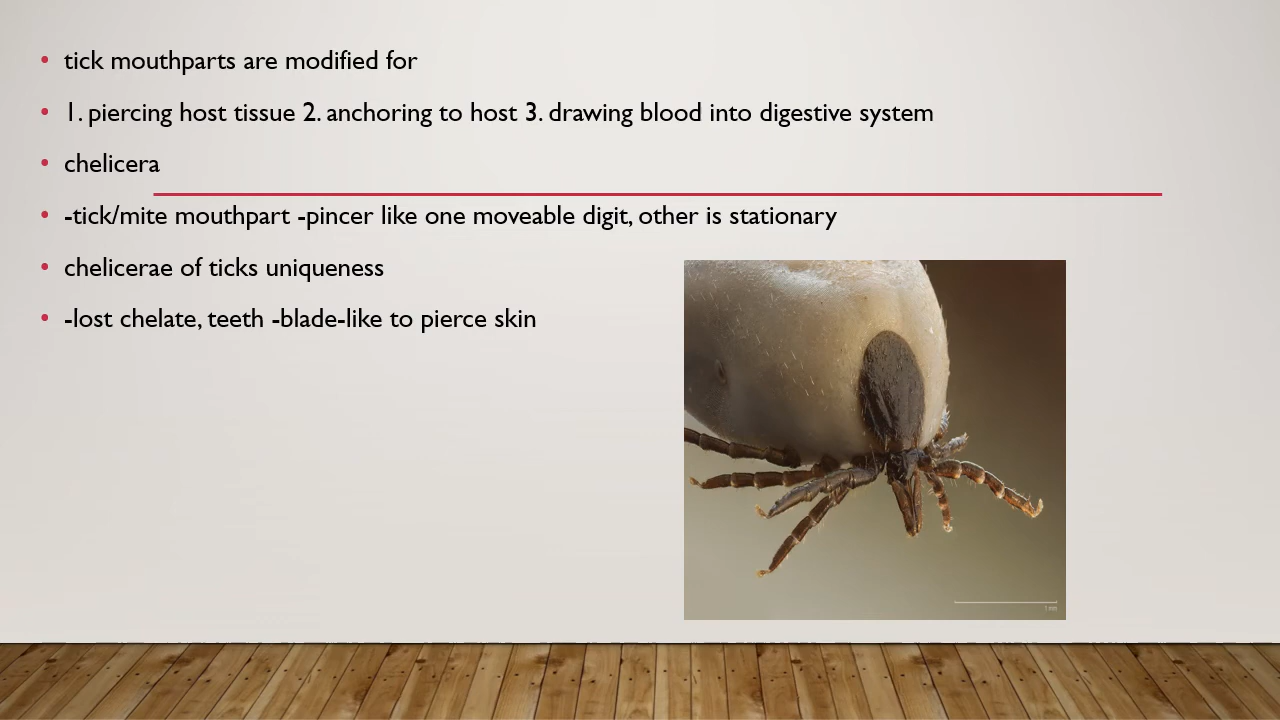 tick mouthparts are modified for
1. piercing host tissue 2. anchoring to host 3. drawing blood into digestive system
chelicera
-tick/mite mouthpart -pincer like one moveable digit, other is stationary
chelicerae of ticks uniqueness
-lost chelate, teeth -blade-like to pierce skin
1 mm